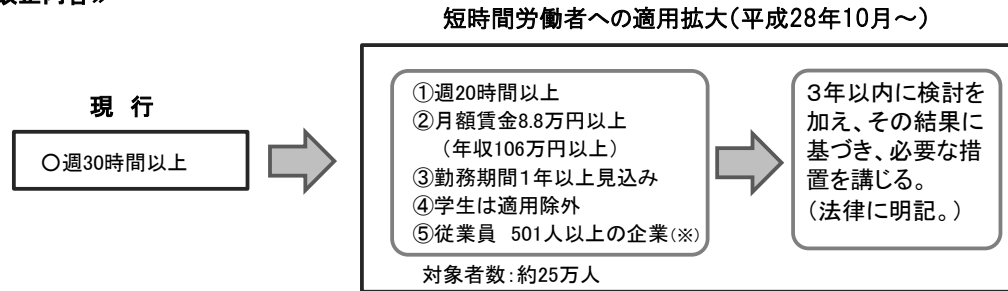 短時間労働者への適用拡大(平成28年10月～)
現 行
○週30時間以上
①週20時間以上
②月額賃金8.8万円以上
（年収106万円以上）
③勤務期間１年以上見込み
④学生は適用除外
⑤従業員 501人以上の企業(※)
対象者数：約25万人
３年以内に検討を
加え、その結果に
基づき、必要な措
置を講じる。
（法律に明記。）